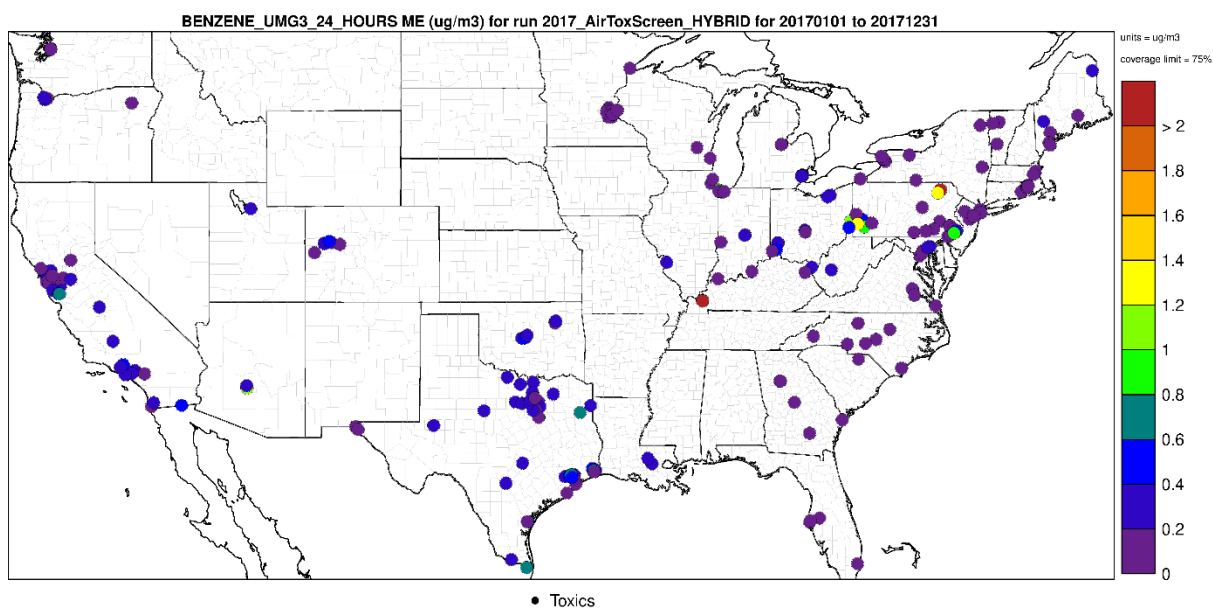 BENZENE_UMG3_24_HOURS ME (ug/m3) for run 2017_AirToxScreen_HYBRID for 20170101 to 20171231
units = ug/m3
coverage limit = 75%
> 2
1.8
1.6
1.4
1.2
1
0.8
0.6
0.4
0.2
0
Toxics